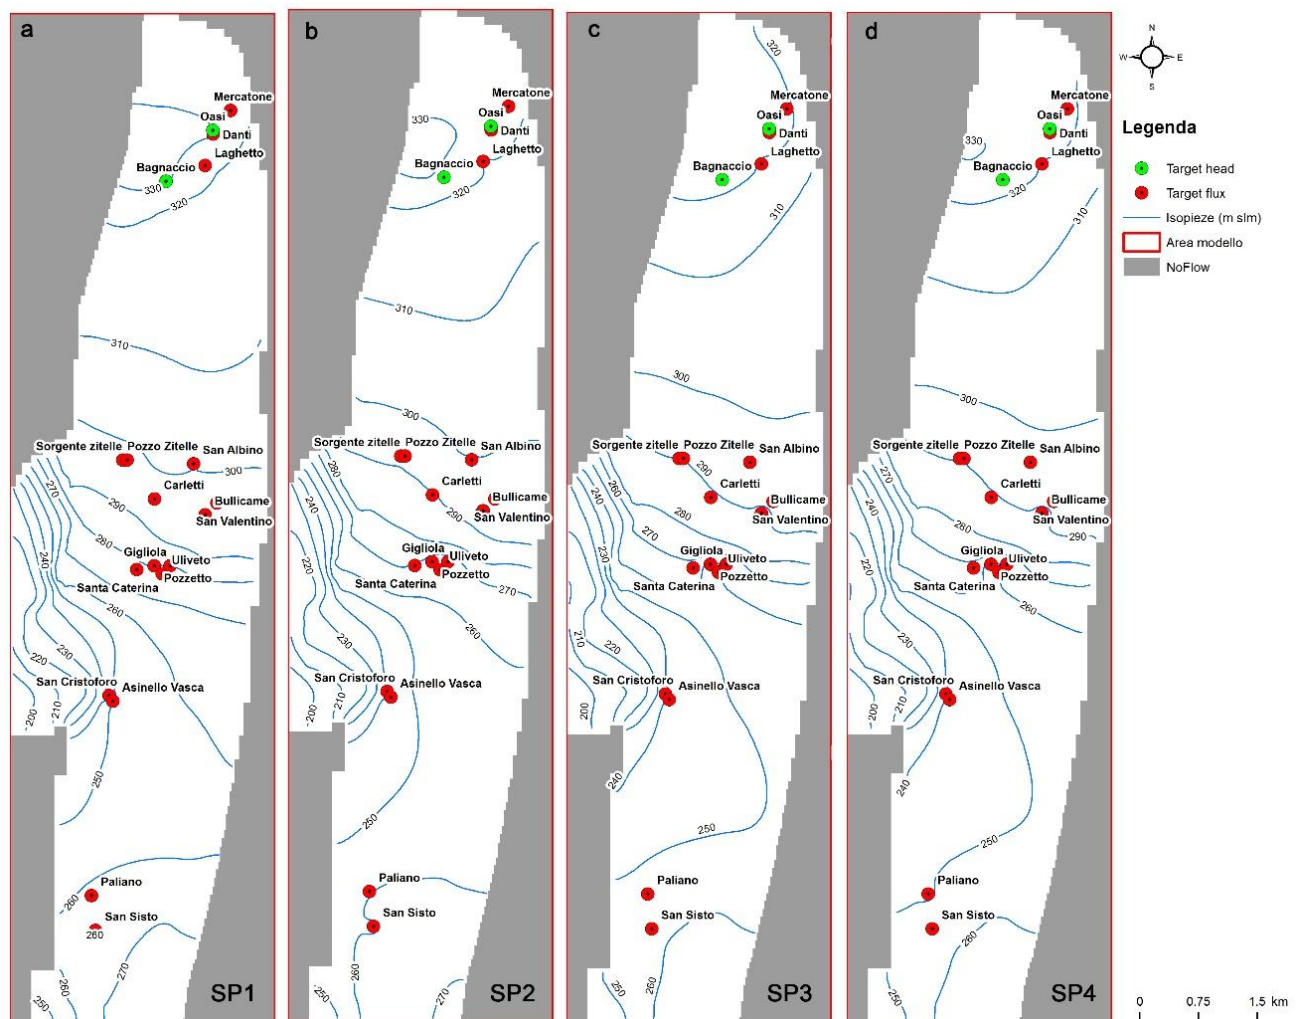 a
Mercatone
Oasi
Danti
Laghetto
Bagnaccio
330
320
310
Sorgente zitelle
Pozzo Zitelle
San Albino
300
270
290
Carletti
Bullicame
San Valentino
280
240
Gigliola
Uliveto
Pozzetto
Santa Caterina
260
230
220
San Cristoforo
Asinello Vasca
210
200
250
Paliano
260
San Sisto
260
270
260
250
SP1
b
Mercatone
330
Oasi
Danti
Laghetto
Bagnaccio
320
310
300
Sorgente zitelle
Pozzo Zitelle
San Albino
280
240
Carletti
290
San Valentino
Bullicame
220
Gigliola
Uliveto
Pozzetto
Santa Caterina
270
260
230
San Cristoforo
Asinello Vasca
210
200
250
Paliano
San Sisto
260
250
270
SP2
c
320
Mercatone
Oasi
Danti
Laghetto
Bagnaccio
310
300
Sorgente zitelle
Pozzo Zitelle
290
San Albino
260
240
Carletti
Bullicame
280
San Valentino
270
230
Gigliola
Uliveto
Pozzetto
Santa Caterina
210
220
San Cristoforo
Asinello Vasca
200
240
250
Paliano
San Sisto
260
250
SP3
d
Mercatone
Oasi
Danti
330
Laghetto
Bagnaccio
320
310
300
Sorgente zitelle
Pozzo Zitelle
San Albino
270
240
Carletti
Bullicame
280
San Valentino
290
220
Gigliola
Uliveto
Pozzetto
Santa Caterina
260
230
San Cristoforo
Asinello Vasca
210
200
240
250
Paliano
San Sisto
260
250
SP4
N
W
E
S
Legenda
Target head
Target flux
Isopieze (m slm)
Area modello
NoFlow
0 0.75 1.5 km